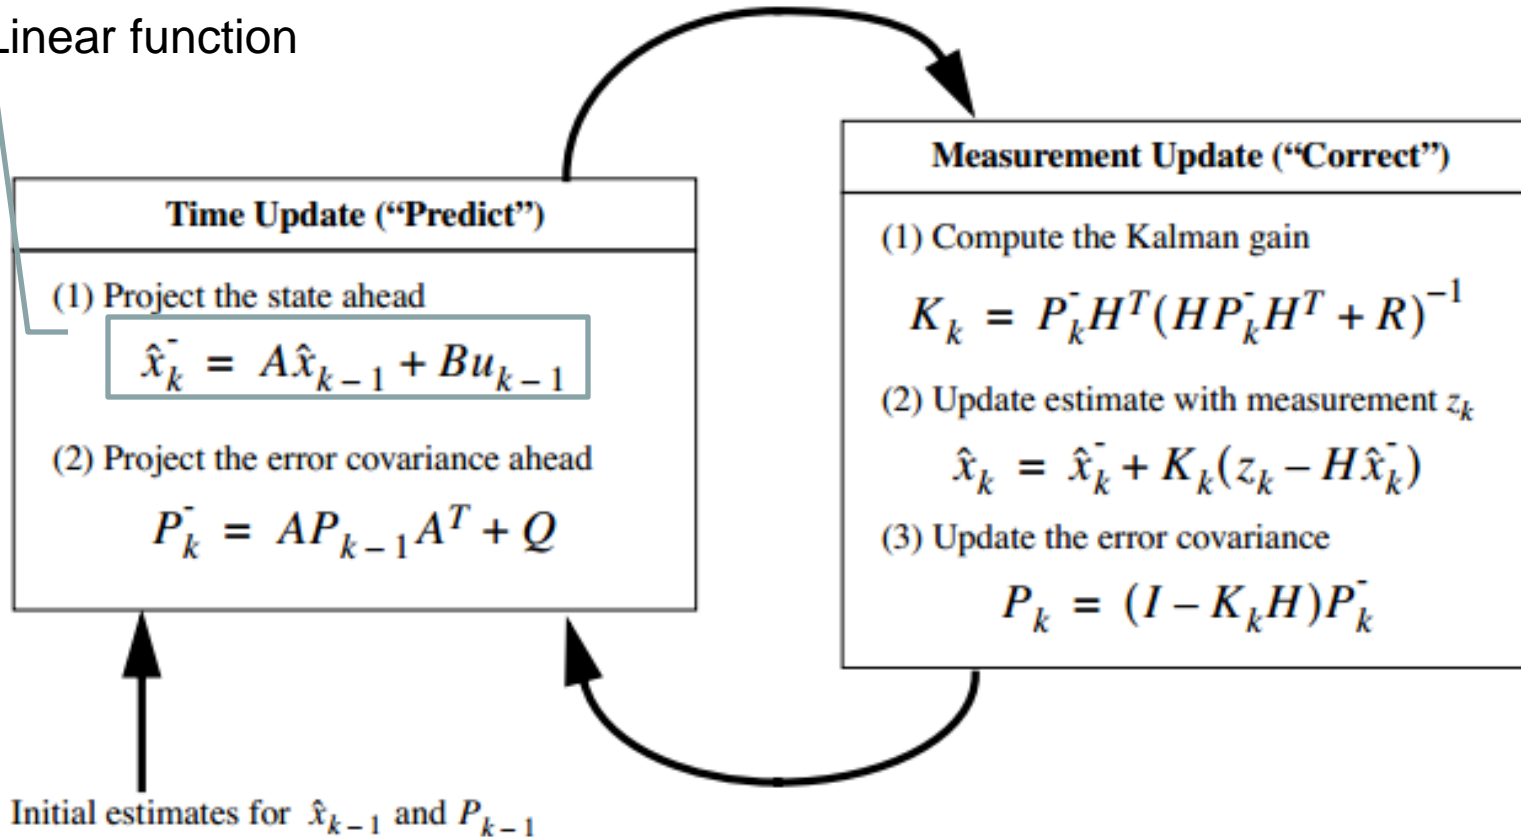 Linear function
Time Update (“Predict”)
(1) Project the state ahead
x̂ₖ⁻ = Ax̂ₖ₋₁ + Buₖ₋₁
(2) Project the error covariance ahead
Pₖ⁻ = APₖ₋₁Aᵀ + Q
Initial estimates for x̂ₖ₋₁ and Pₖ₋₁
Measurement Update (“Correct”)
(1) Compute the Kalman gain
Kₖ = Pₖ⁻Hᵀ(HPₖ⁻Hᵀ + R)⁻¹
(2) Update estimate with measurement zₖ
x̂ₖ = x̂ₖ⁻ + Kₖ(zₖ – Hx̂ₖ⁻)
(3) Update the error covariance
Pₖ = (I – KₖH)Pₖ⁻